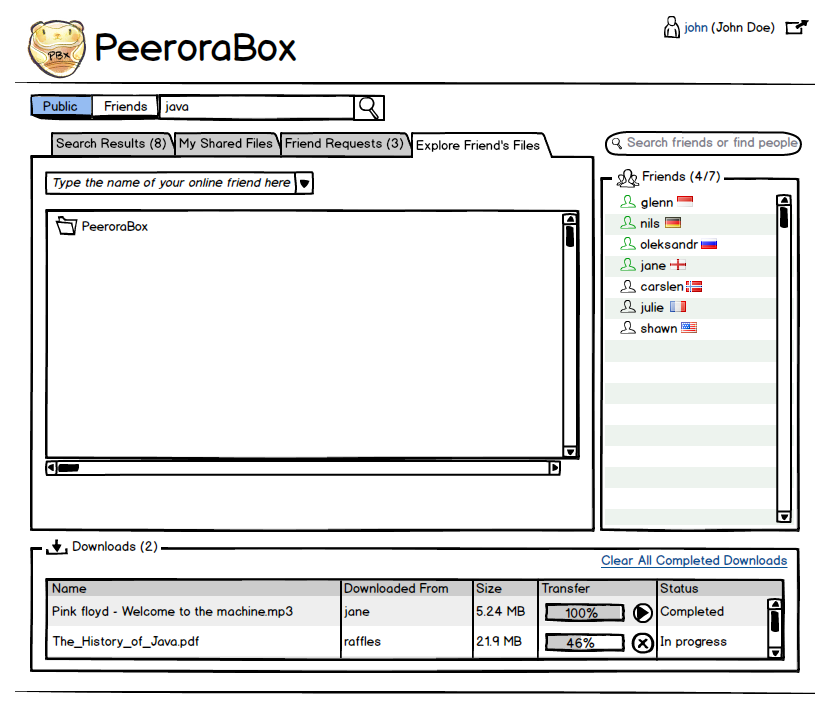 PBx
PeeroraBox
john (John Doe)
Public Friends java
Search Results (8) My Shared Files Friend Requests (3) Explore Friend's Files
Search friends or find people
Type the name of your online friend here
PeeroraBox
Friends (4/7)
glenn
nils
oleksandr
jane
carslen
julie
shawn
Downloads (2)
Clear All Completed Downloads
Name Downloaded From Size Transfer Status
Pink floyd - Welcome to the machine.mp3 jane 5.24 MB 100% Completed
The_History_of_Java.pdf raffles 21.9 MB 46% In progress